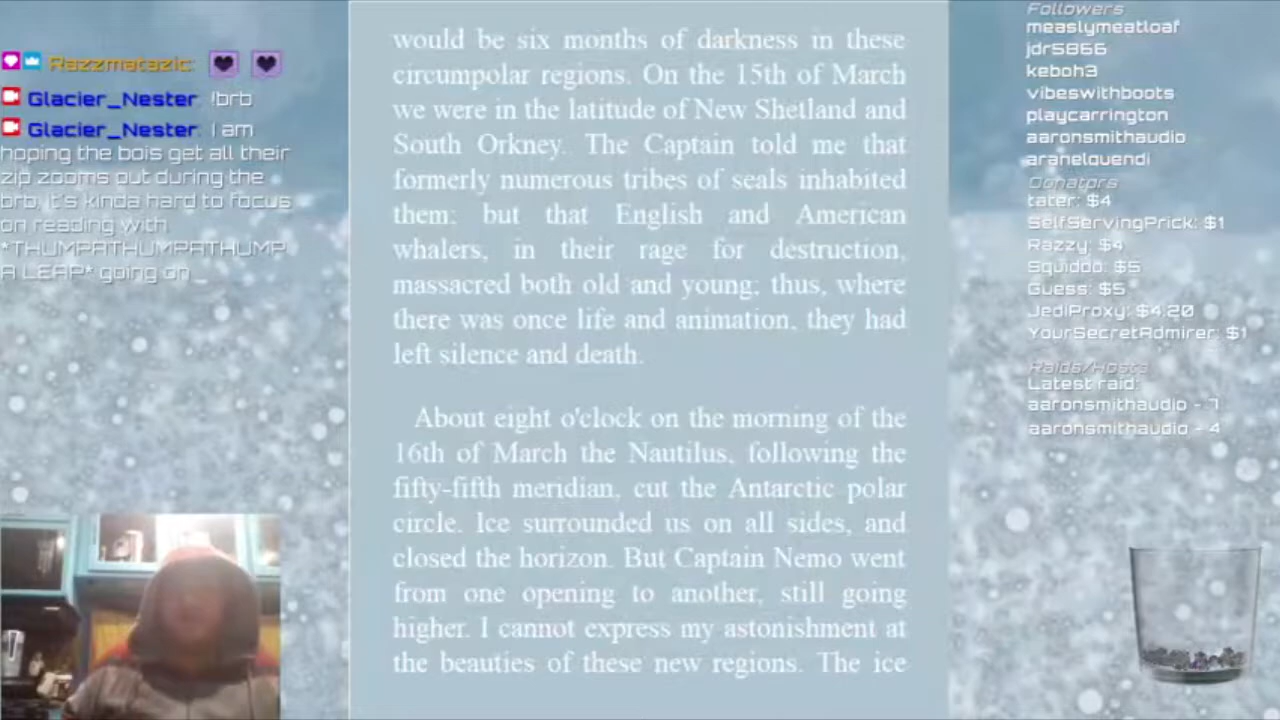 Razzmatazic:
Glacier_Nester: !brb
Glacier_Nester: I am
hoping the bois get all their
zip zooms out during the
brb, it's kinda hard to focus
on reading with
*THUMPATHUMPATHUMP
A LEAP* going on_
would be six months of darkness in these
circumpolar regions. On the 15th of March
we were in the latitude of New Shetland and
South Orkney. The Captain told me that
formerly numerous tribes of seals inhabited
them; but that English and American
whalers, in their rage for destruction,
massacred both old and young; thus, where
there was once life and animation, they had
left silence and death.
About eight o'clock on the morning of the
16th of March the Nautilus, following the
fifty-fifth meridian, cut the Antarctic polar
circle. Ice surrounded us on all sides, and
closed the horizon. But Captain Nemo went
from one opening to another, still going
higher. I cannot express my astonishment at
the beauties of these new regions. The ice
Followers
measlymeatloaf
jdr5866
keboh3
vibeswithboots
playcarrington
aaronsmithaudio
aranelquendi
Donators
tater: $4
SelfServingPrick: $1
Razzy: $4
Squidoo: $5
Guess: $5
JediProxy: $4.20
YourSecretAdmirer: $1
Raids/Hosts
Latest raid:
aaronsmithaudio - 7
aaronsmithaudio - 4